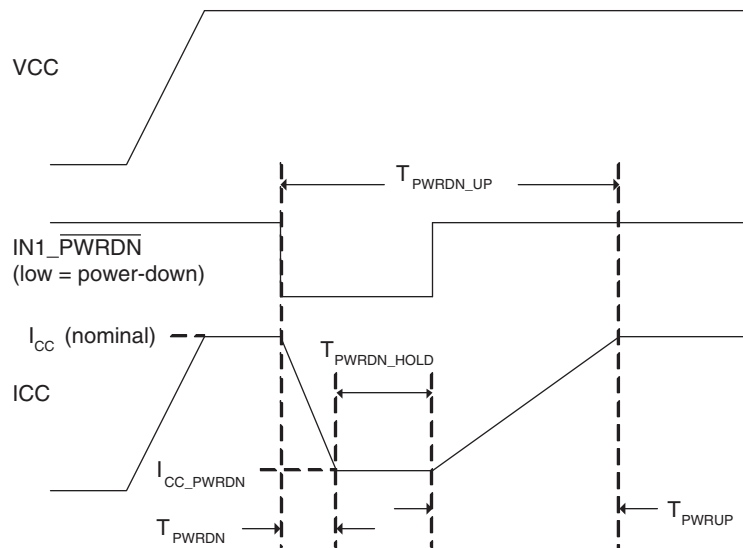 VCC
T_PWRDN_UP
IN1_PWRDN
(low = power-down)
I_CC (nominal)
T_PWRDN_HOLD
ICC
I_CC_PWRDN
T_PWRDN
T_PWRUP